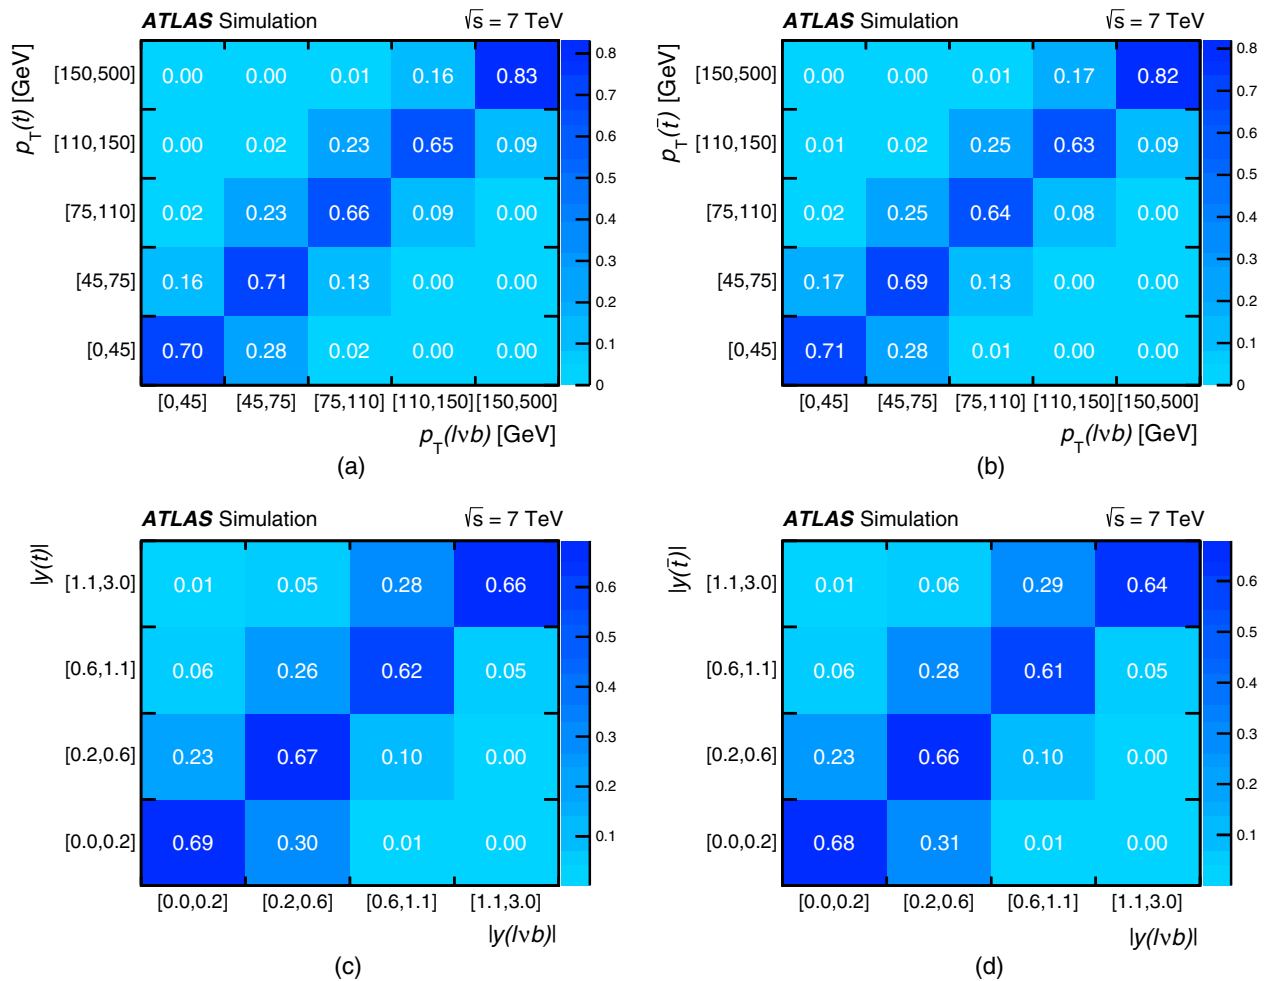 ATLAS Simulation √s = 7 TeV
p_T(t) [GeV]
0.8
0.7
0.6
0.5
0.4
0.3
0.2
0.1
0
[150,500] 0.00 0.00 0.01 0.16 0.83
[110,150] 0.00 0.02 0.23 0.65 0.09
[75,110] 0.02 0.23 0.66 0.09 0.00
[45,75] 0.16 0.71 0.13 0.00 0.00
[0,45] 0.70 0.28 0.02 0.00 0.00
[0,45] [45,75] [75,110] [110,150] [150,500]
p_T(lνb) [GeV]
(a)
ATLAS Simulation √s = 7 TeV
p_T(t̄) [GeV]
0.8
0.7
0.6
0.5
0.4
0.3
0.2
0.1
0
[150,500] 0.00 0.00 0.01 0.17 0.82
[110,150] 0.01 0.02 0.25 0.63 0.09
[75,110] 0.02 0.25 0.64 0.08 0.00
[45,75] 0.17 0.69 0.13 0.00 0.00
[0,45] 0.71 0.28 0.01 0.00 0.00
[0,45] [45,75] [75,110] [110,150] [150,500]
p_T(lνb) [GeV]
(b)
ATLAS Simulation √s = 7 TeV
|y(t)|
0.6
0.5
0.4
0.3
0.2
0.1
[1.1,3.0] 0.01 0.05 0.28 0.66
[0.6,1.1] 0.06 0.26 0.62 0.05
[0.2,0.6] 0.23 0.67 0.10 0.00
[0.0,0.2] 0.69 0.30 0.01 0.00
[0.0,0.2] [0.2,0.6] [0.6,1.1] [1.1,3.0]
|y(lνb)|
(c)
ATLAS Simulation √s = 7 TeV
|y(t̄)|
0.6
0.5
0.4
0.3
0.2
0.1
[1.1,3.0] 0.01 0.06 0.29 0.64
[0.6,1.1] 0.06 0.28 0.61 0.05
[0.2,0.6] 0.23 0.66 0.10 0.00
[0.0,0.2] 0.68 0.31 0.01 0.00
[0.0,0.2] [0.2,0.6] [0.6,1.1] [1.1,3.0]
|y(lνb)|
(d)